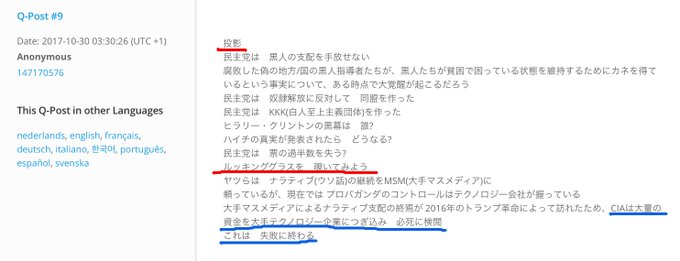 Q-Post #9
Date: 2017-10-30 03:30:26 (UTC +1)
Anonymous
147170576
This Q-Post in other Languages
nederlands, english, français,
deutsch, italiano, 한국어, português,
español, svenska
投影
民主党は　黒人の支配を手放せない
腐敗した偽の地方/国の黒人指導者たちが、黒人たちが貧困で困っている状態を維持するためにカネを得て
いるという事実について、ある時点で大覚醒が起こるだろう
民主党は　奴隷解放に反対して　同盟を作った
民主党は　KKK(白人至上主義団体)を作った
ヒラリー・クリントンの黒幕は　誰?
ハイチの真実が発表されたら　どうなる?
民主党は　票の過半数を失う?
ルッキンググラスを　覗いてみよう
ヤツらは　ナラティブ(ウソ話)の継続をMSM(大手マスメディア)に
頼っているが、現在では プロパガンダのコントロールはテクノロジー会社が握っている
大手マスメディアによるナラティブ支配の終焉が 2016年のトランプ革命によって訪れたため、CIAは大量の
資金を大手テクノロジー企業につぎ込み　必死に検閲
これは　失敗に終わる